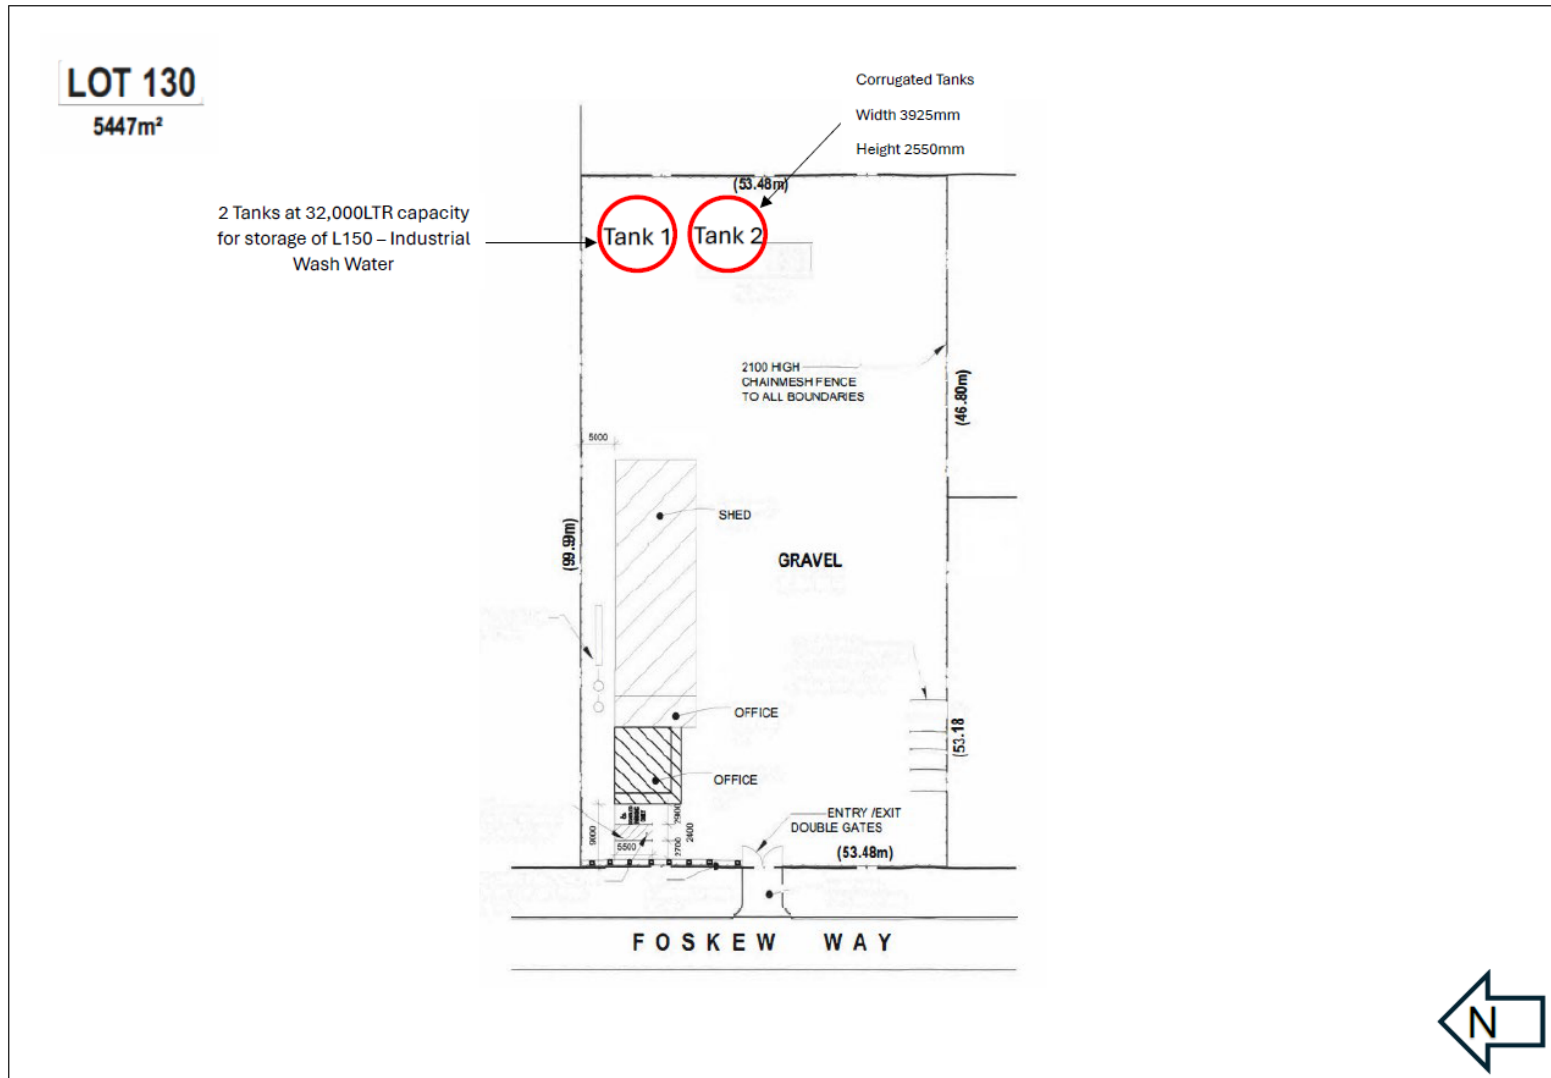 LOT 130
5447m²
Corrugated Tanks
Width 3925mm
Height 2550mm
(53.48m)
2 Tanks at 32,000LTR capacity
for storage of L150 – Industrial
Wash Water
Tank 1
Tank 2
2100 HIGH
CHAINMESH FENCE
TO ALL BOUNDARIES
(46.80m)
5000
SHED
(99.99m)
GRAVEL
OFFICE
(53.18
OFFICE
9000
2900
2400
5500
2700
ENTRY /EXIT
DOUBLE GATES
(53.48m)
FOSKEW WAY
N